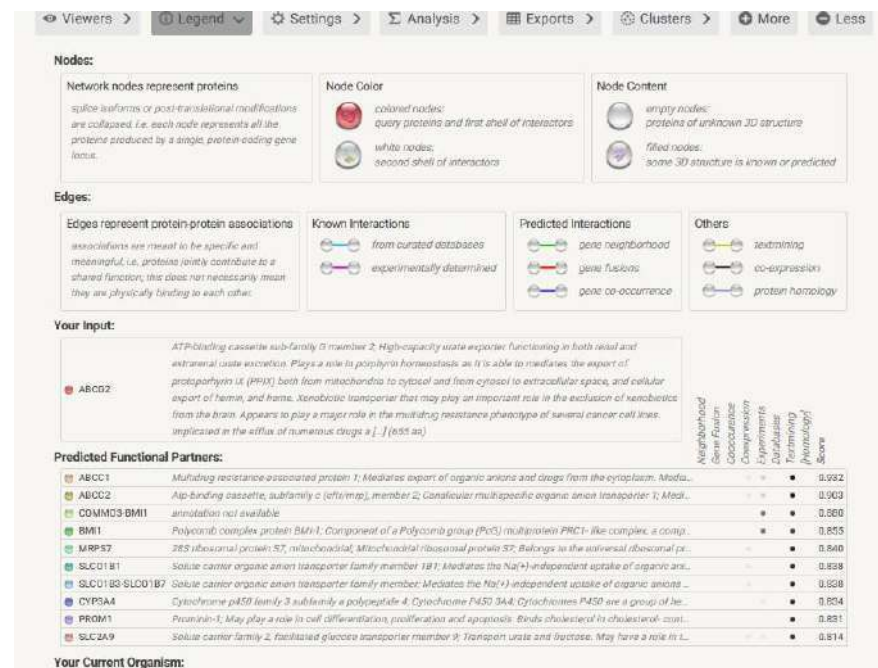 Viewers > Legend Settings > Analysis > Exports > Clusters > More Less
Nodes:
Network nodes represent proteins
splice isoforms or post-translational modifications
are collapsed, i.e. each node represents all the
proteins produced by a single, protein-coding gene
locus.
Node Color
colored nodes:
query proteins and first shell of interactors
white nodes:
second shell of interactors
Node Content
empty nodes:
proteins of unknown 3D structure
filled nodes:
some 3D structure is known or predicted
Edges:
Edges represent protein-protein associations
associations are meant to be specific and
meaningful, i.e. proteins jointly contribute to a
shared function; this does not necessarily mean
they are physically binding to each other.
Known Interactions
from curated databases
experimentally determined
Predicted Interactions
gene neighborhood
gene fusions
gene co-occurrence
Others
textmining
co-expression
protein homology
Your Input:
ABCG2
ATP-binding cassette sub-family G member 2; High-capacity urate exporter functioning in both renal and
extrarenal urate excretion. Plays a role in porphyrin homeostasis as it is able to mediates the export of
protoporhyrin IX (PPIX) both from mitochondria to cytosol and from cytosol to extracellular space, and cellular
export of hemin, and heme. Xenobiotic transporter that may play an important role in the exclusion of xenobiotics
from the brain. Appears to play a major role in the multidrug resistance phenotype of several cancer cell lines.
Implicated in the efflux of numerous drugs a [...] (655 aa)
Neighborhood
Gene Fusion
Cooccurence
Coexpression
Experiments
Databases
Textmining
[Homology]
Score
Predicted Functional Partners:
ABCC1 Multidrug resistance-associated protein 1; Mediates export of organic anions and drugs from the cytoplasm. Media... 0.932
ABCC2 Atp-binding cassette, subfamily c (cftr/mrp), member 2; Canalicular multispecific organic anion transporter 1; Medi... 0.903
COMMD3-BMI1 annotation not available 0.880
BMI1 Polycomb complex protein BMI-1; Component of a Polycomb group (PcG) multiprotein PRC1- like complex, a comp... 0.855
MRPS7 28S ribosomal protein S7, mitochondrial; Mitochondrial ribosomal protein S7; Belongs to the universal ribosomal pr... 0.840
SLCO1B1 Solute carrier organic anion transporter family member 1B1; Mediates the Na(+)-independent uptake of organic ani... 0.838
SLCO1B3-SLCO1B7 Solute carrier organic anion transporter family member; Mediates the Na(+)-independent uptake of organic anions ... 0.838
CYP3A4 Cytochrome p450 family 3 subfamily a polypeptide 4; Cytochrome P450 3A4; Cytochromes P450 are a group of he... 0.834
PROM1 Prominin-1; May play a role in cell differentiation, proliferation and apoptosis. Binds cholesterol in cholesterol- cont... 0.831
SLC2A9 Solute carrier family 2, facilitated glucose transporter member 9; Transport urate and fructose. May have a role in t... 0.814
Your Current Organism: